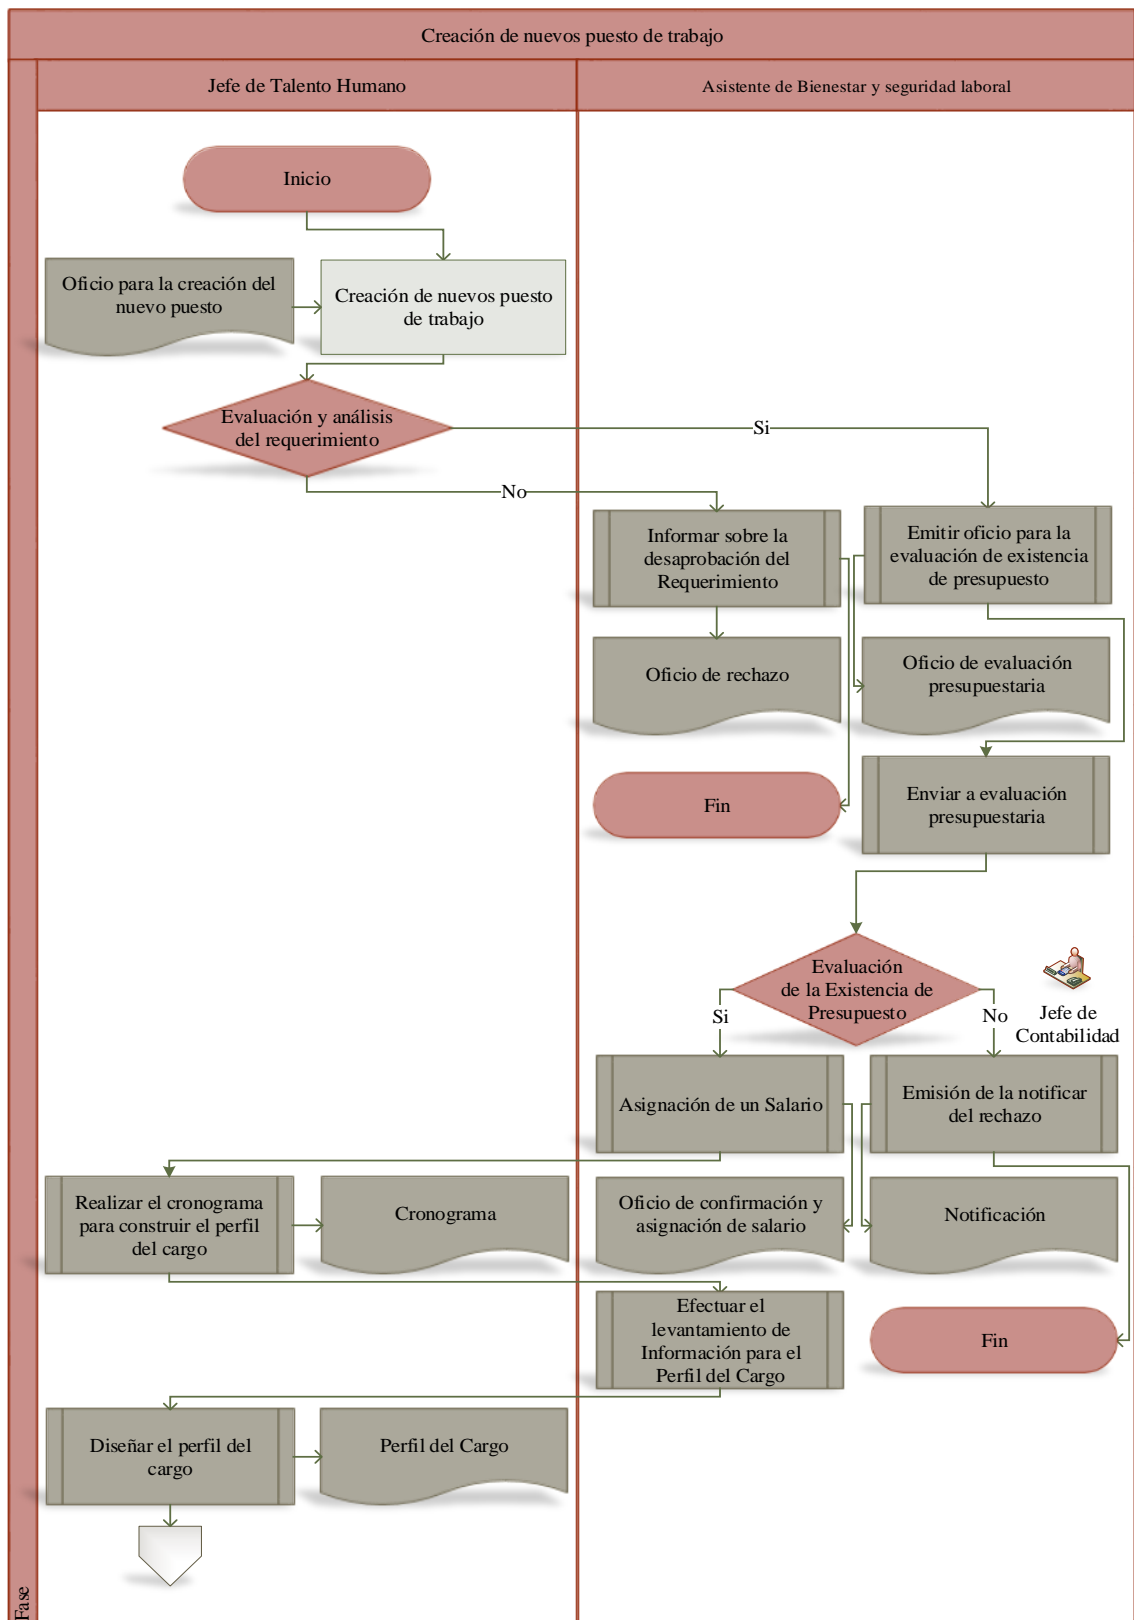 Creación de nuevos puesto de trabajo
Jefe de Talento Humano
Asistente de Bienestar y seguridad laboral
Inicio
Oficio para la creación del
nuevo puesto
Creación de nuevos puesto
de trabajo
Evaluación y análisis
del requerimiento
Si
No
Informar sobre la
desaprobación del
Requerimiento
Emitir oficio para la
evaluación de existencia
de presupuesto
Oficio de rechazo
Oficio de evaluación
presupuestaria
Fin
Enviar a evaluación
presupuestaria
Evaluación
de la Existencia de
Presupuesto
Si
No
Jefe de
Contabilidad
Asignación de un Salario
Emisión de la notificar
del rechazo
Realizar el cronograma
para construir el perfil
del cargo
Cronograma
Oficio de confirmación y
asignación de salario
Notificación
Efectuar el
levantamiento de
Información para el
Perfil del Cargo
Fin
Diseñar el perfil del
cargo
Perfil del Cargo
Fase